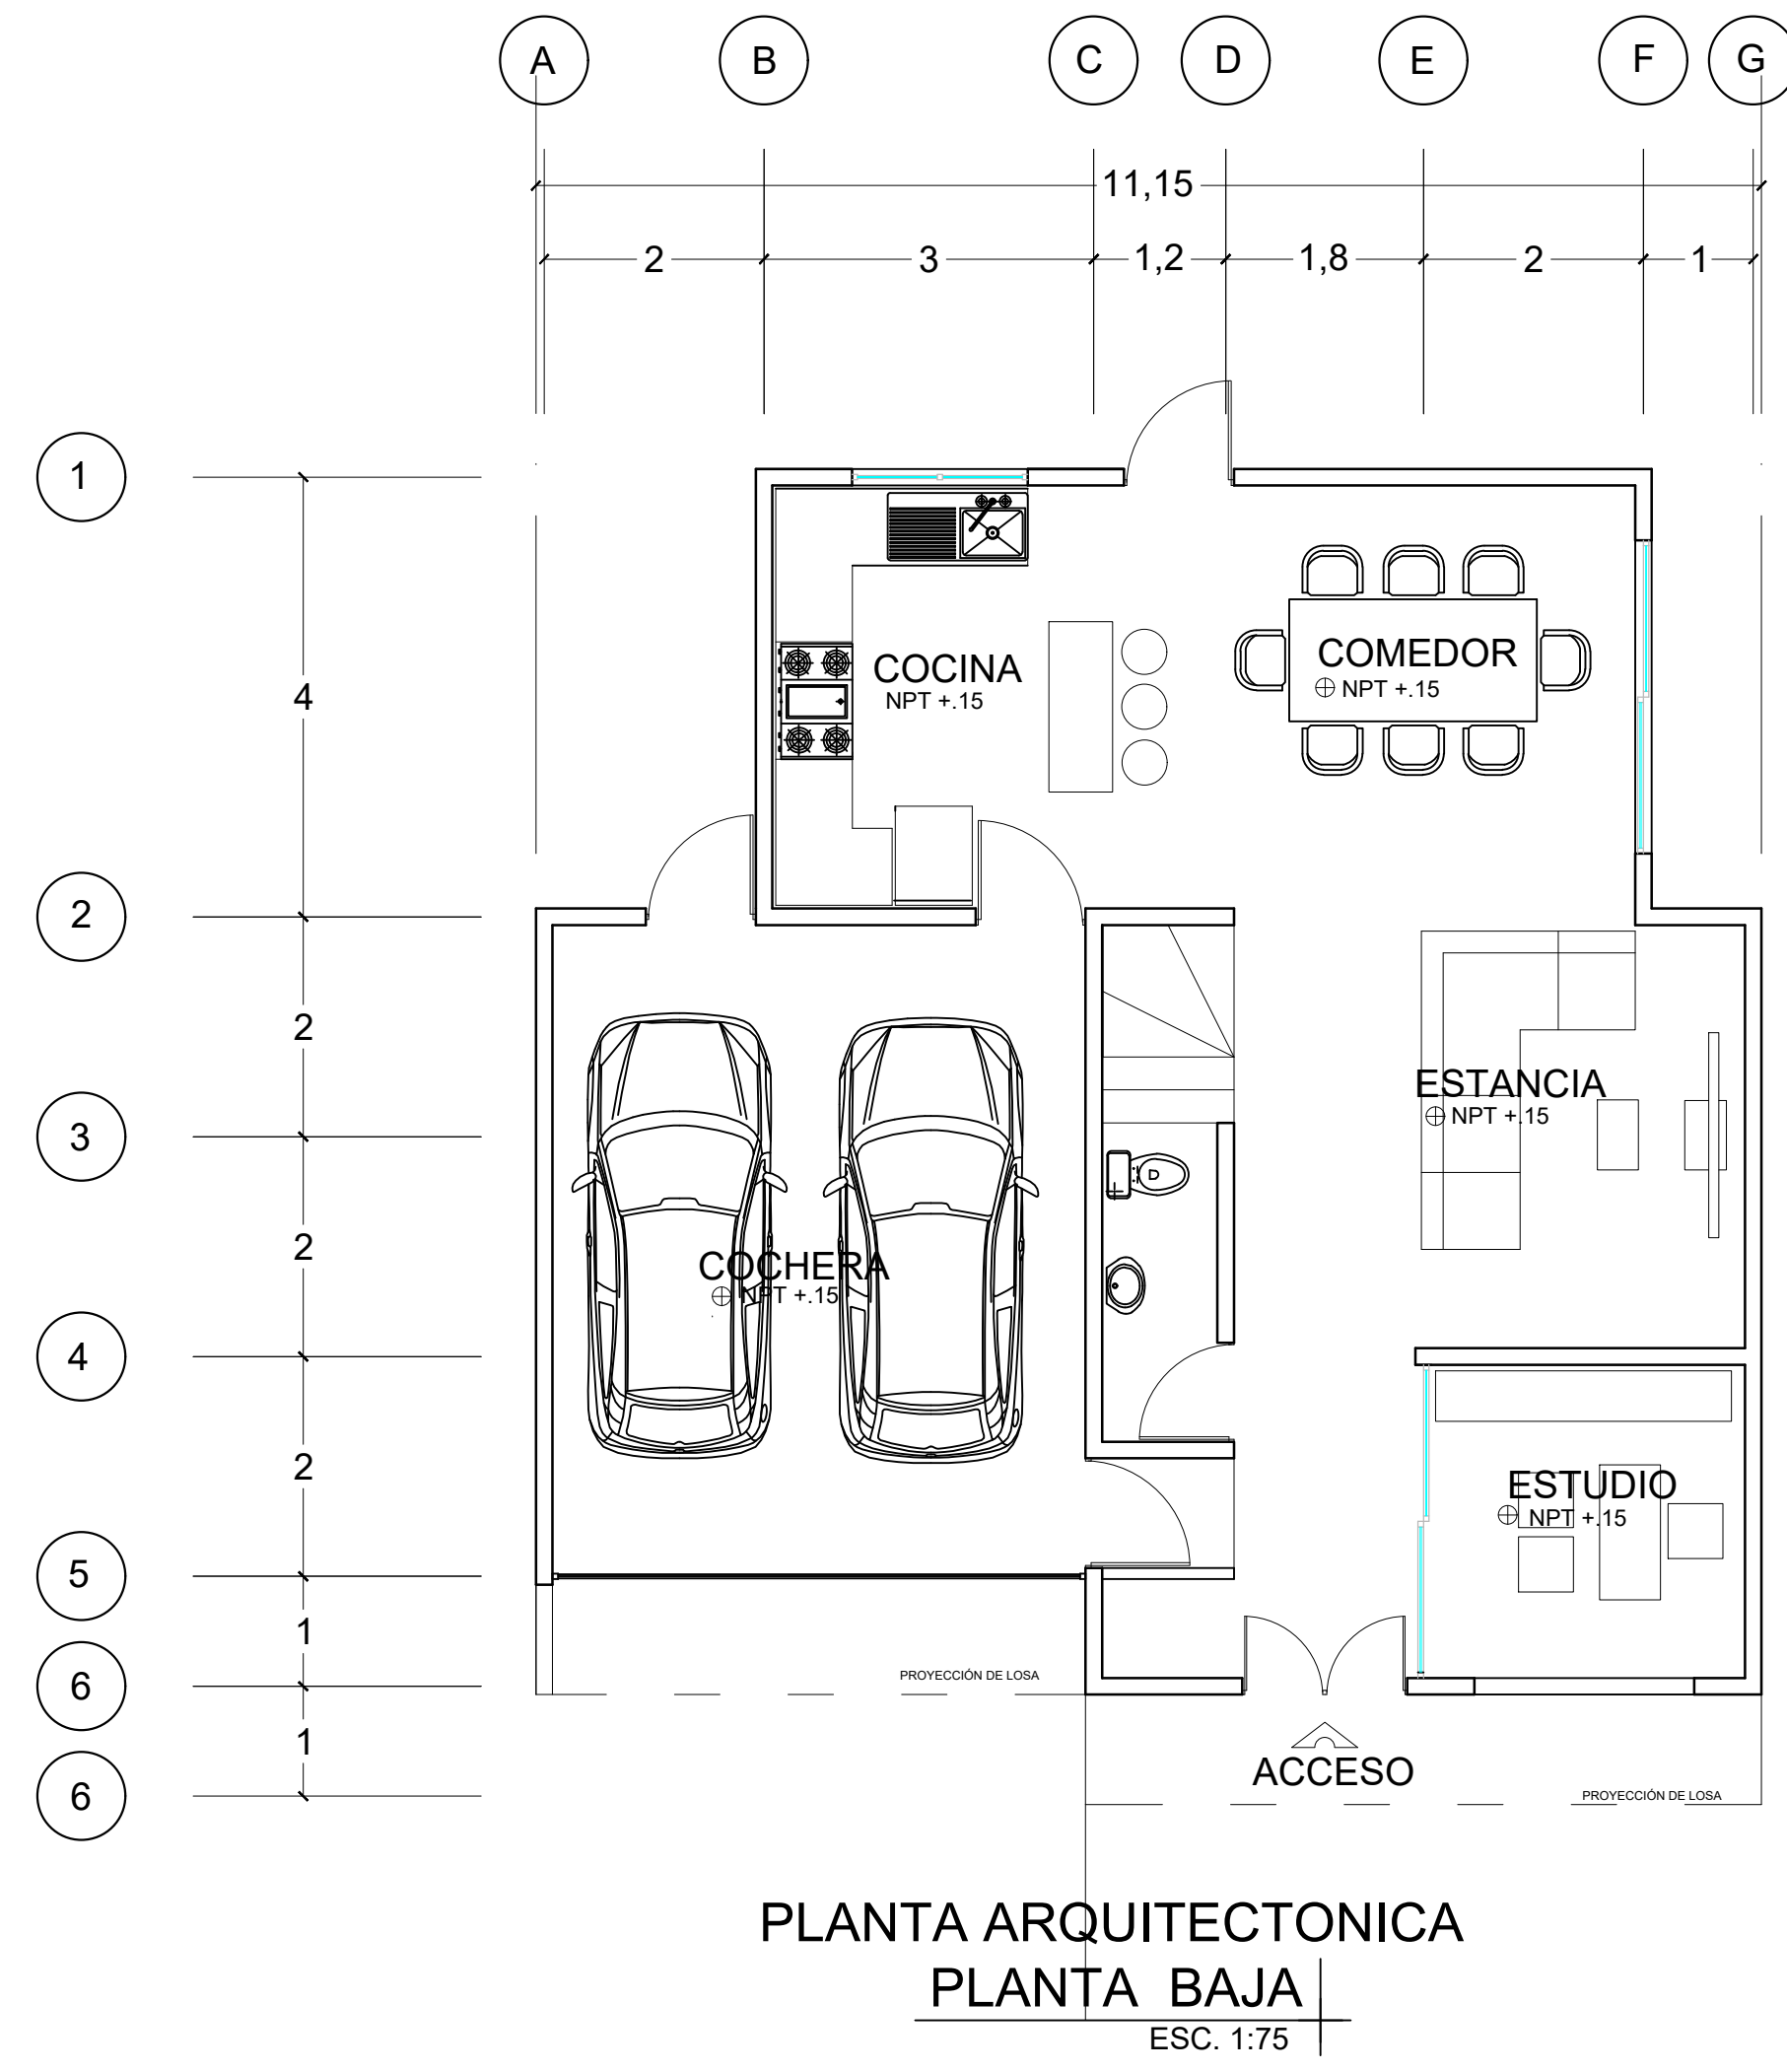 A B C D E F G
11,15
2 3 1,2 1,8 2 1
1
4
2
2
3
2
4
2
5
1
6
1
6
COCINA
NPT +.15
COMEDOR
NPT +.15
ESTANCIA
NPT +.15
COCHERA
NPT +.15
ESTUDIO
NPT +.15
PROYECCIÓN DE LOSA
ACCESO
PROYECCIÓN DE LOSA
PLANTA ARQUITECTONICA
PLANTA BAJA
ESC. 1:75